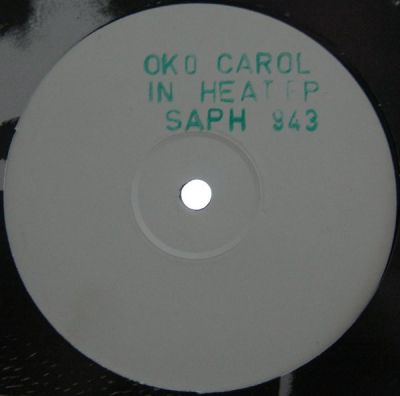 OKO CAROL
IN HEAT EP
SAPH 943